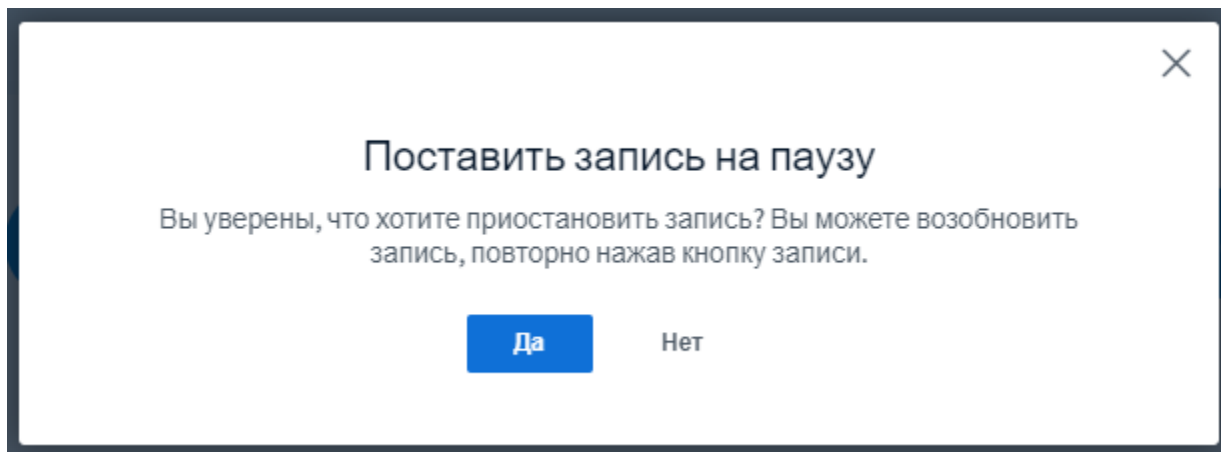 Поставить запись на паузу
Вы уверены, что хотите приостановить запись? Вы можете возобновить
запись, повторно нажав кнопку записи.
Да
Нет